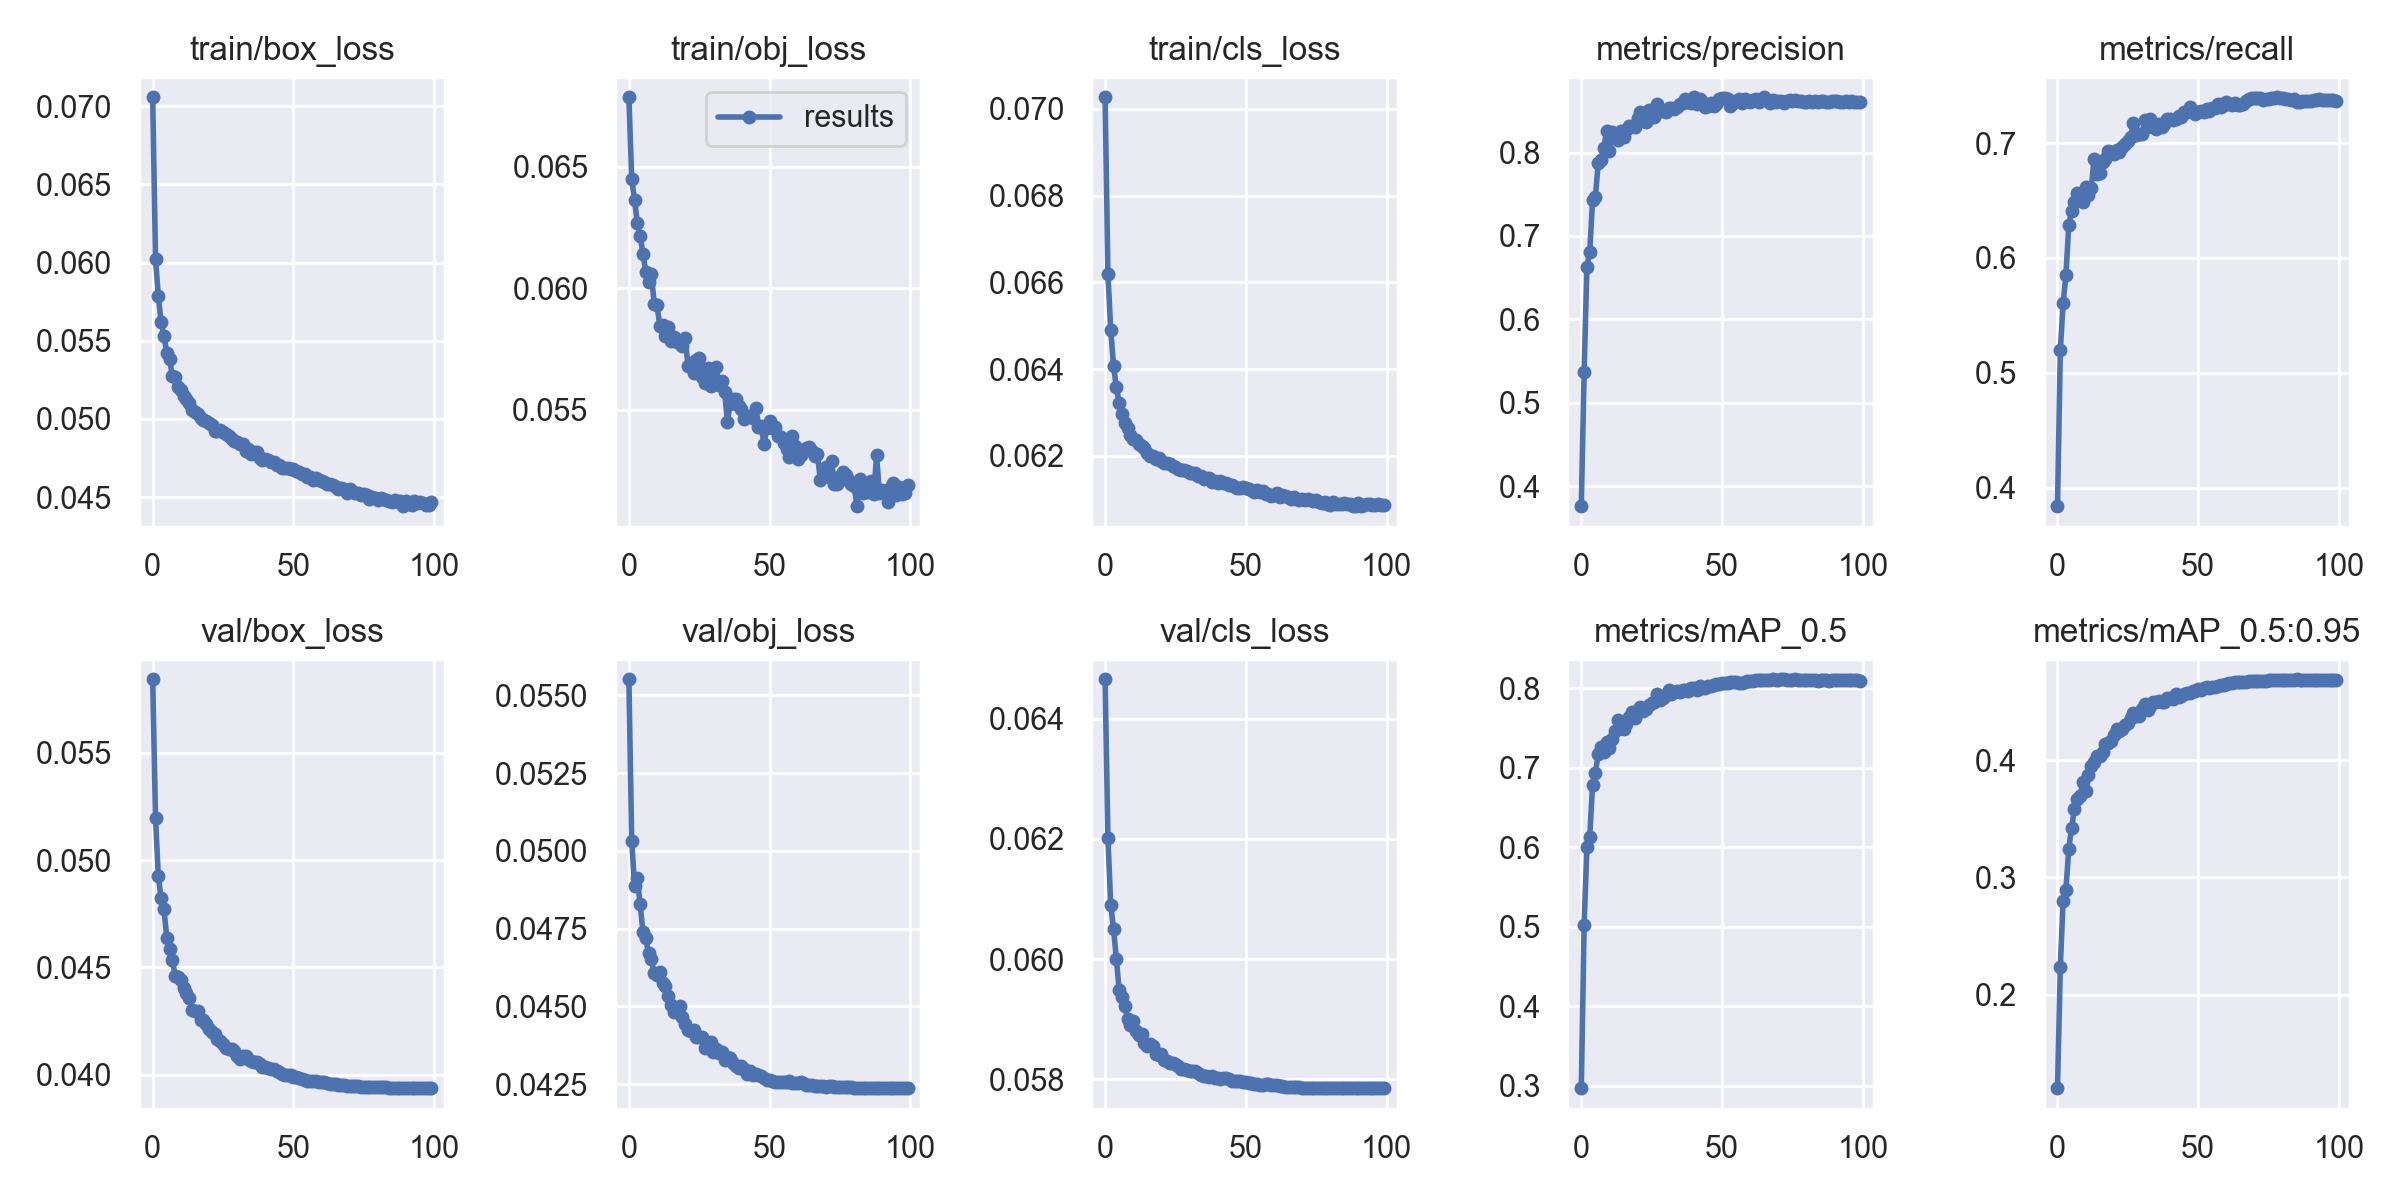 train/box_loss
train/obj_loss
train/cls_loss
metrics/precision
metrics/recall
0.070
0.065
0.060
0.055
0.050
0.045
0 50 100
results
0.065
0.060
0.055
0 50 100
0.070
0.068
0.066
0.064
0.062
0 50 100
0.8
0.7
0.6
0.5
0.4
0 50 100
0.7
0.6
0.5
0.4
0 50 100
val/box_loss
val/obj_loss
val/cls_loss
metrics/mAP_0.5
metrics/mAP_0.5:0.95
0.055
0.050
0.045
0.040
0 50 100
0.0550
0.0525
0.0500
0.0475
0.0450
0.0425
0 50 100
0.064
0.062
0.060
0.058
0 50 100
0.8
0.7
0.6
0.5
0.4
0.3
0 50 100
0.4
0.3
0.2
0 50 100